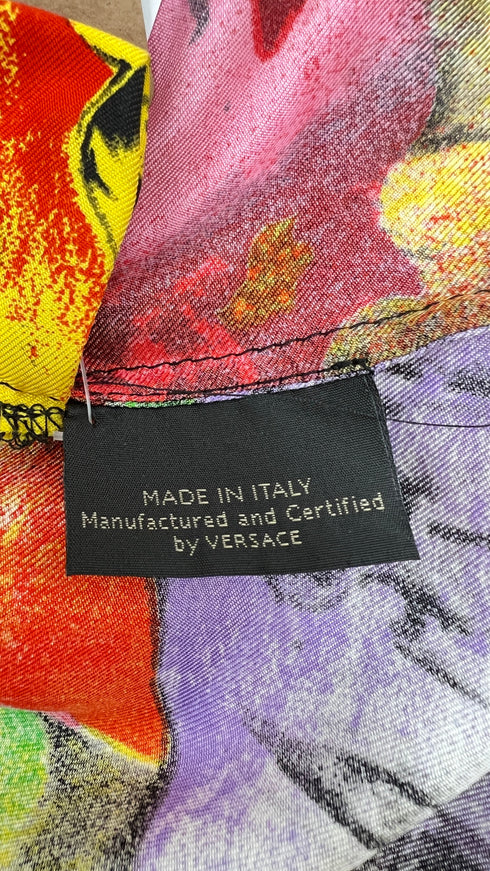 MADE IN ITALY
Manufactured and Certified
by VERSACE